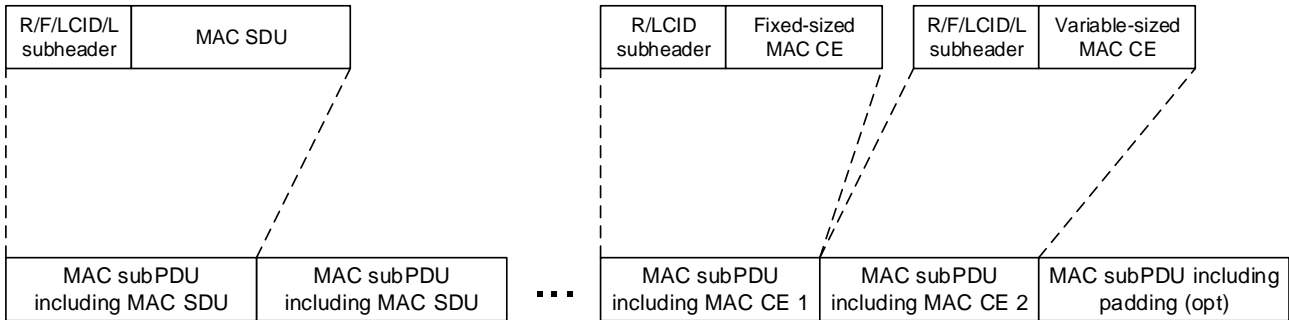 R/F/LCID/L
subheader
MAC SDU
R/LCID
subheader
Fixed-sized
MAC CE
R/F/LCID/L
subheader
Variable-sized
MAC CE
MAC subPDU
including MAC SDU
MAC subPDU
including MAC SDU
...
MAC subPDU
including MAC CE 1
MAC subPDU
including MAC CE 2
MAC subPDU including
padding (opt)